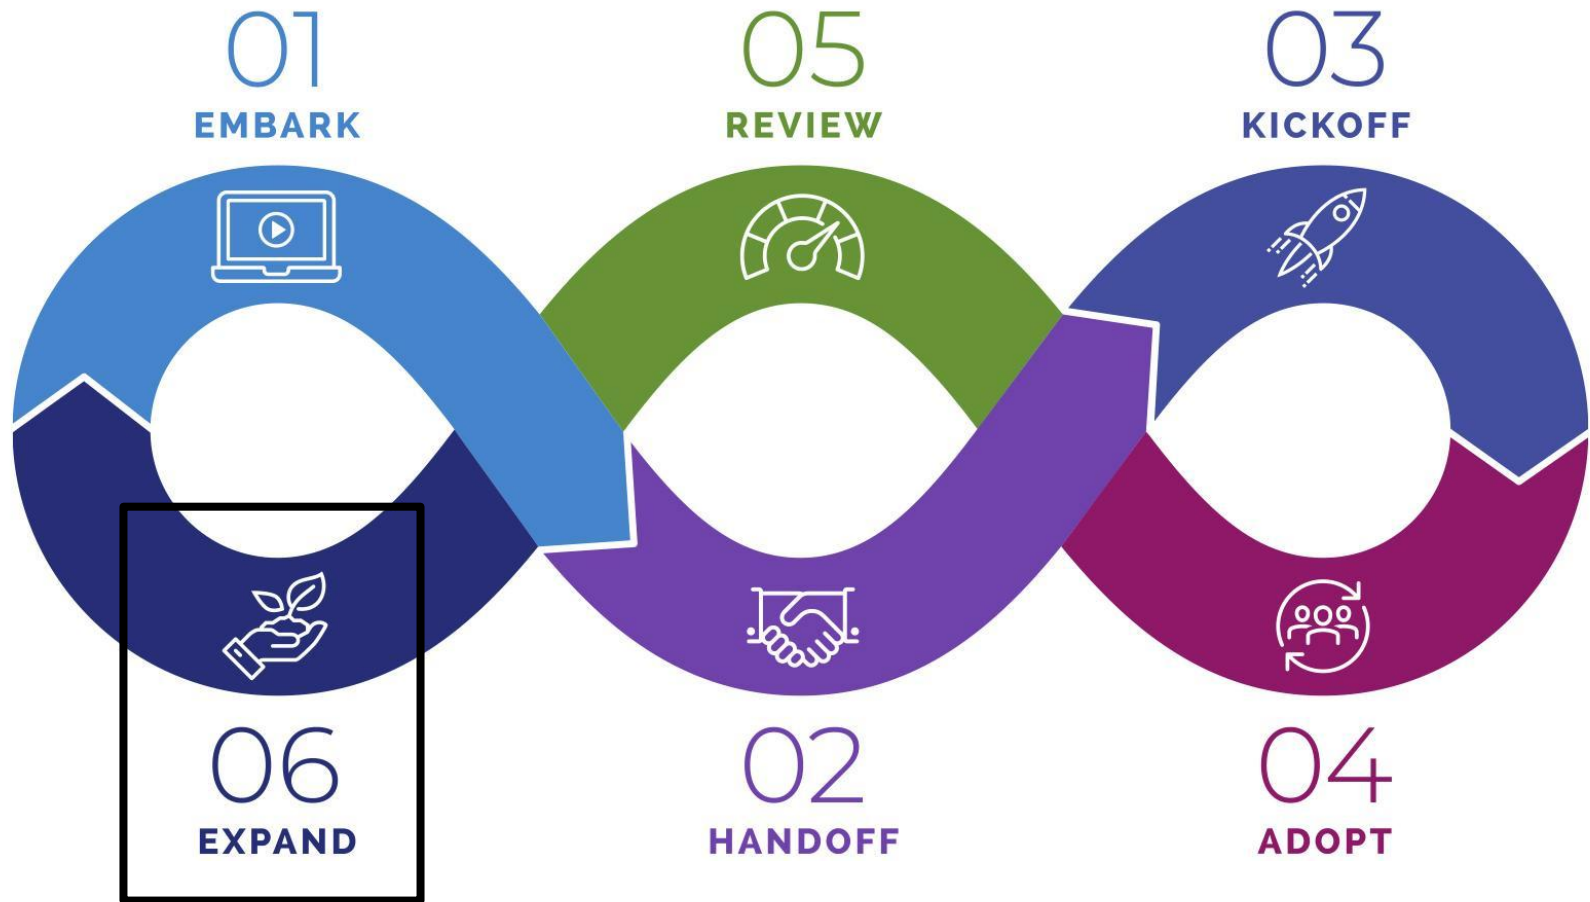 01
EMBARK
05
REVIEW
03
KICKOFF
06
EXPAND
02
HANDOFF
04
ADOPT